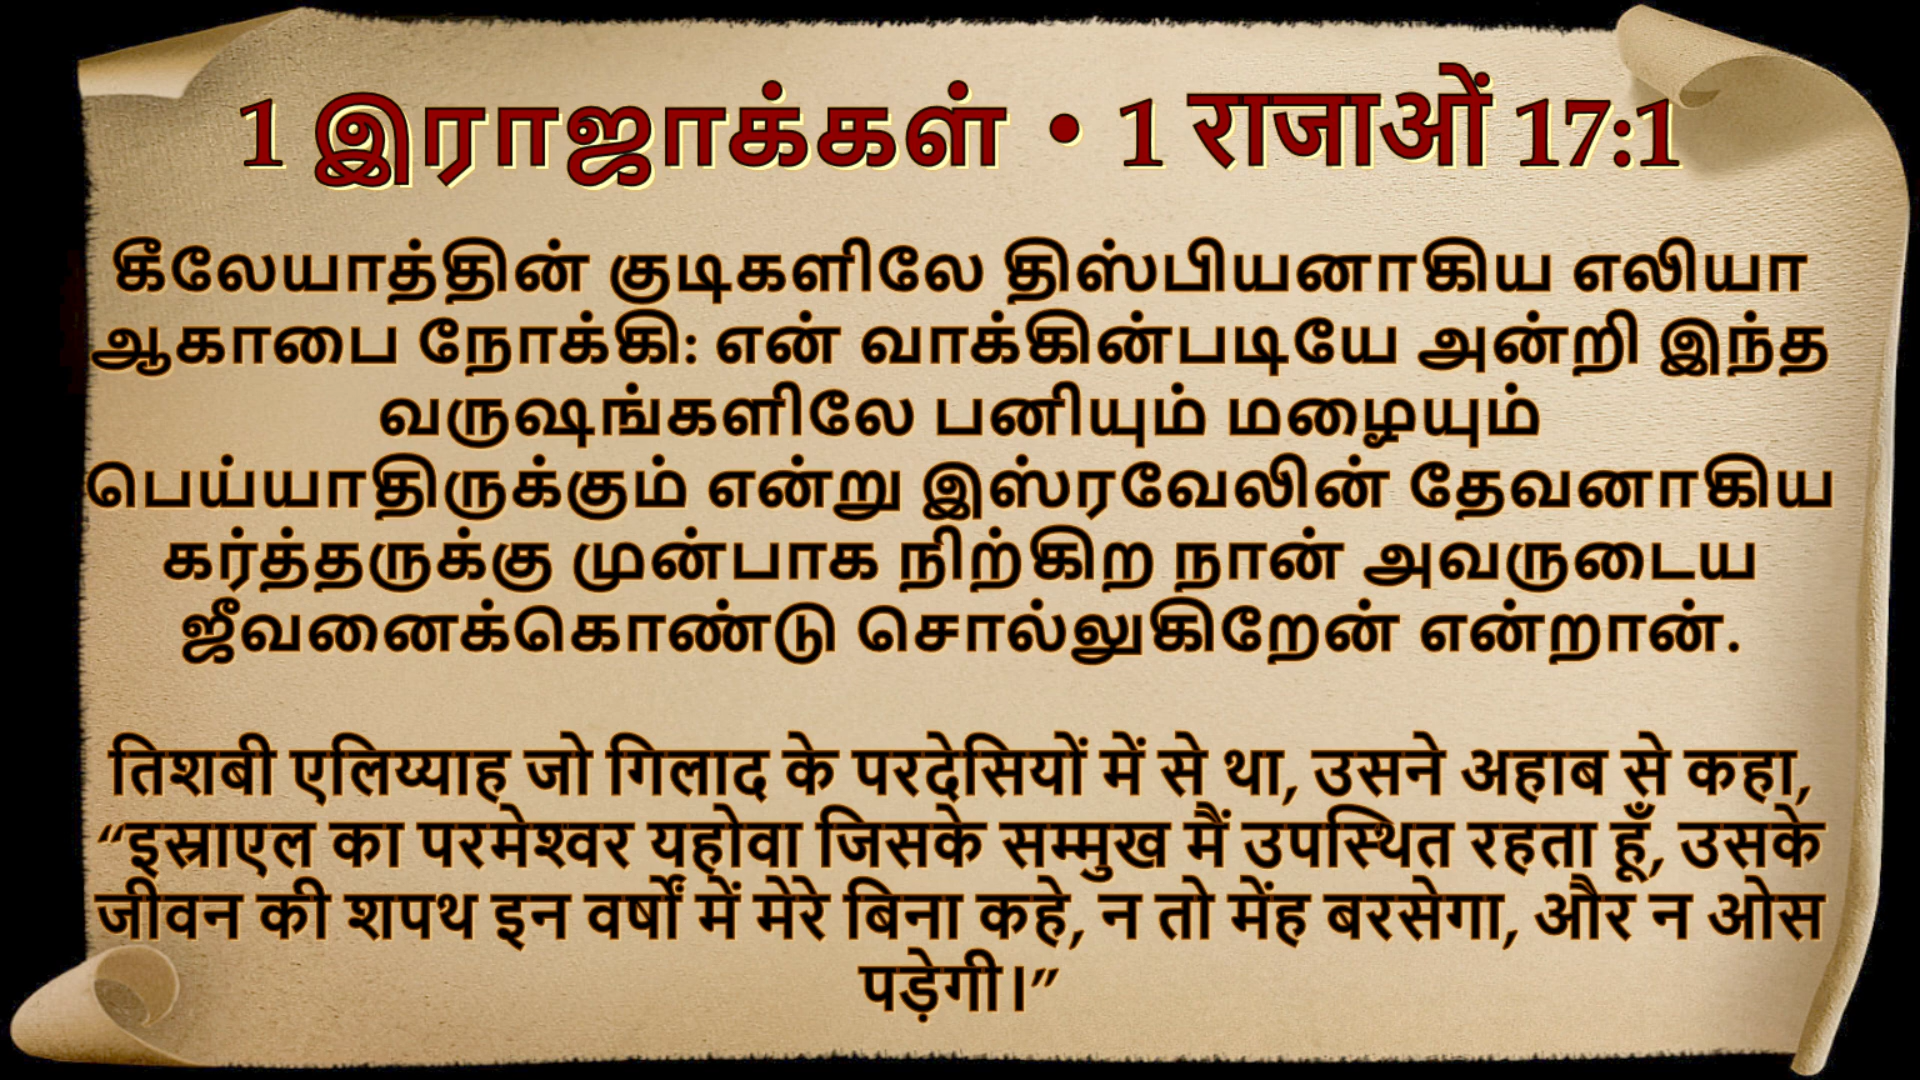 1 இராஜாக்கள் • 1 राजाओं 17:1
கீலேயாத்தின் குடிகளிலே திஸ்பியனாகிய எலியா
ஆகாபை நோக்கி: என் வாக்கின்படியே அன்றி இந்த
வருஷங்களிலே பனியும் மழையும்
பெய்யாதிருக்கும் என்று இஸ்ரவேலின் தேவனாகிய
கர்த்தருக்கு முன்பாக நிற்கிற நான் அவருடைய
ஜீவனைக்கொண்டு சொல்லுகிறேன் என்றான்.
तिशबी एलिय्याह जो गिलाद के परदेसियों में से था, उसने अहाब से कहा,
“इस्राएल का परमेश्वर यहोवा जिसके सम्मुख मैं उपस्थित रहता हूँ, उसके
जीवन की शपथ इन वर्षों में मेरे बिना कहे, न तो मेंह बरसेगा, और न ओस
पड़ेगी।”